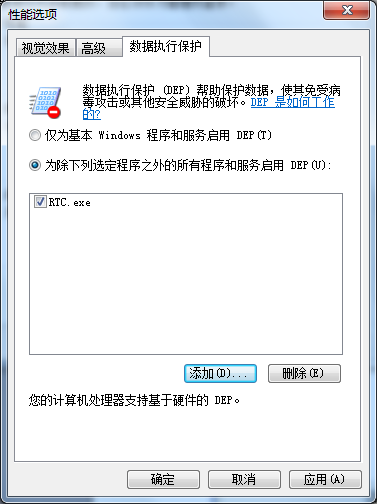 性能选项
视觉效果 高级 数据执行保护
数据执行保护 (DEP) 帮助保护数据，使其免受病
毒攻击或其他安全威胁的破坏。DEP 是如何工作
的?
仅为基本 Windows 程序和服务启用 DEP(T)
为除下列选定程序之外的所有程序和服务启用 DEP(U):
RTC.exe
添加(D)... 删除(E)
您的计算机处理器支持基于硬件的 DEP。
确定 取消 应用(A)